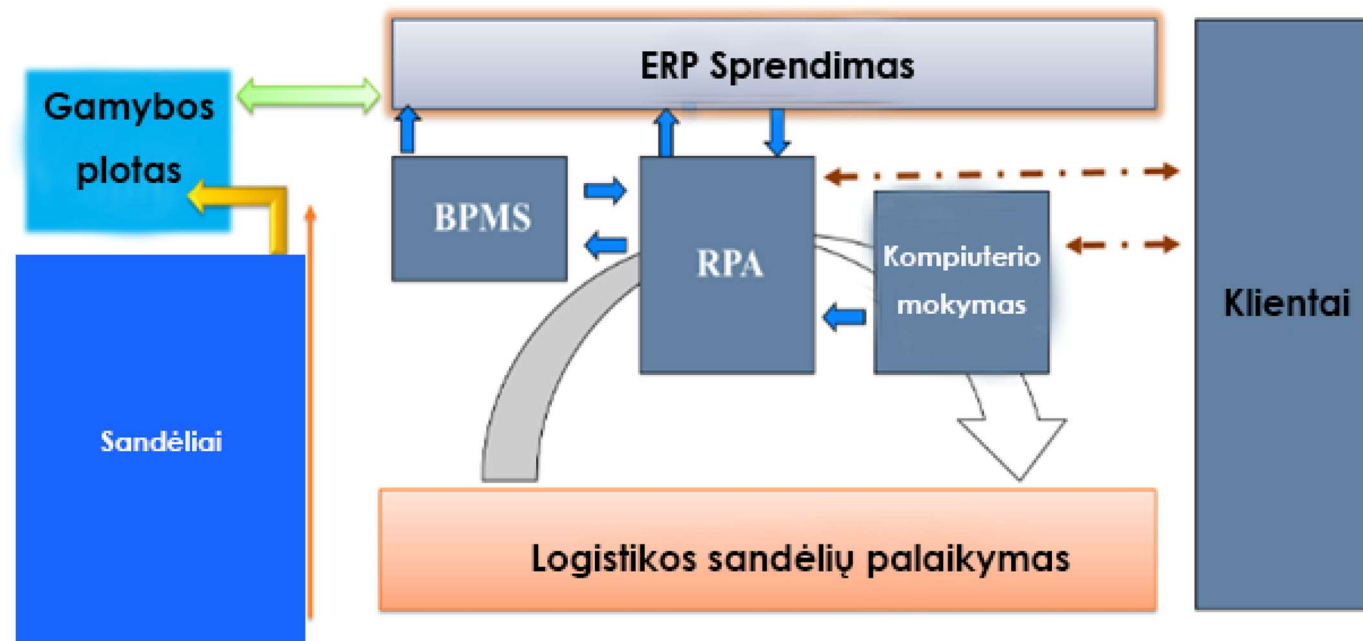 ERP Sprendimas
Gamybos
plotas
BPMS
RPA
Kompiuterio
mokymas
Klientai
Sandėliai
Logistikos sandėlių palaikymas